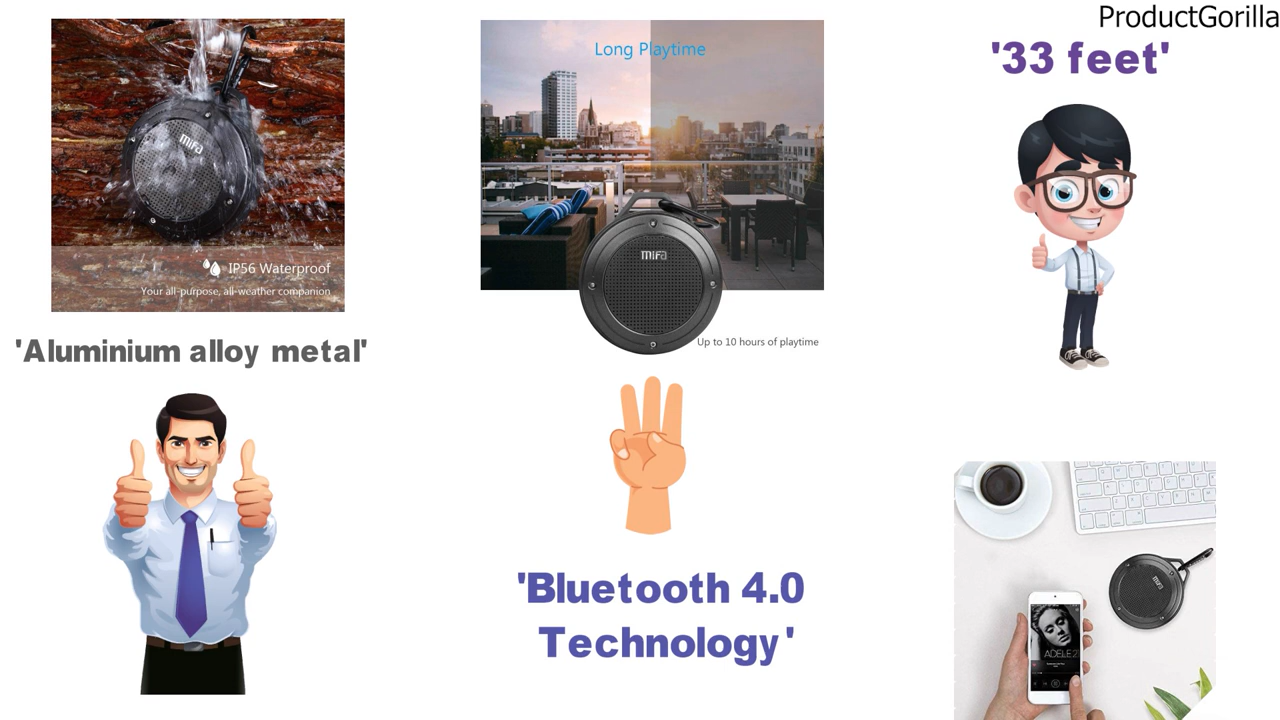 ProductGorilla
'33 feet'
Long Playtime
mifa
IP56 Waterproof
Your all-purpose, all-weather companion
mifa
Up to 10 hours of playtime
'Aluminium alloy metal'
'Bluetooth 4.0
Technology'
mifa
ADELE